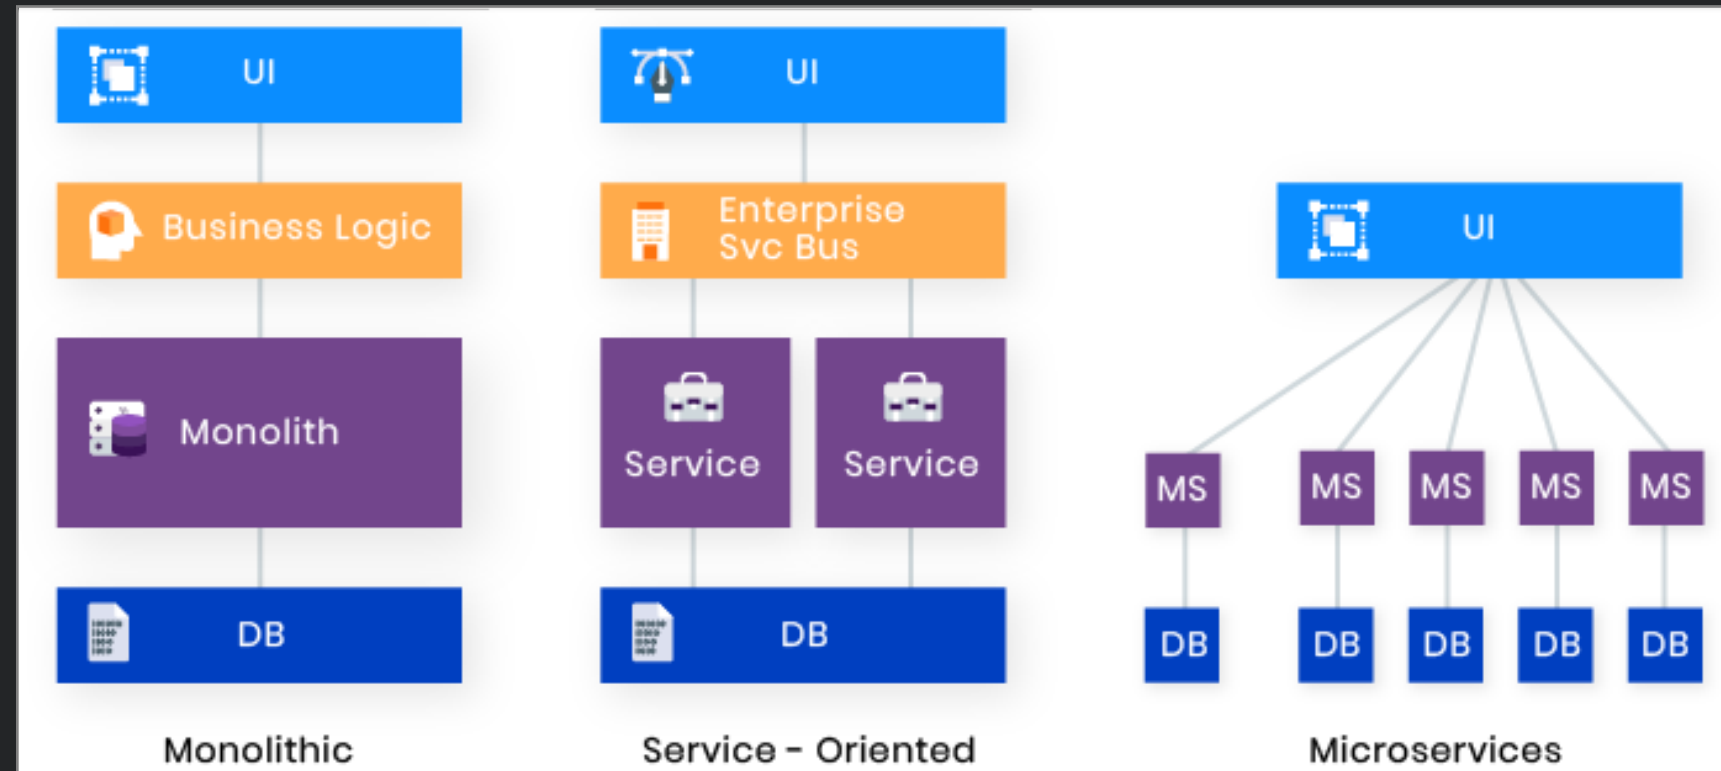 UI
Business Logic
Monolith
DB
Monolithic
UI
Enterprise
Svc Bus
Service
Service
DB
Service - Oriented
UI
MS
MS
MS
MS
MS
DB
DB
DB
DB
DB
Microservices